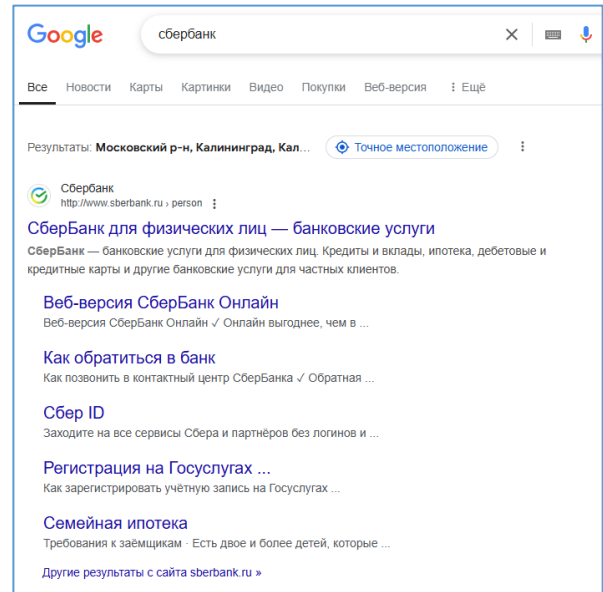 Google
сбербанк
Все Новости Карты Картинки Видео Покупки Веб-версия Ещё
Результаты: Московский р-н, Калининград, Кал... Точное местоположение
Сбербанк
http://www.sberbank.ru › person
СберБанк для физических лиц — банковские услуги
СберБанк — банковские услуги для физических лиц. Кредиты и вклады, ипотека, дебетовые и
кредитные карты и другие банковские услуги для частных клиентов.
Веб-версия СберБанк Онлайн
Веб-версия СберБанк Онлайн ✓ Онлайн выгоднее, чем в ...
Как обратиться в банк
Как позвонить в контактный центр СберБанка ✓ Обратная ...
Сбер ID
Заходите на все сервисы Сбера и партнёров без логинов и ...
Регистрация на Госуслугах ...
Как зарегистрировать учётную запись на Госуслугах ...
Семейная ипотека
Требования к заёмщикам · Есть двое и более детей, которые ...
Другие результаты с сайта sberbank.ru »